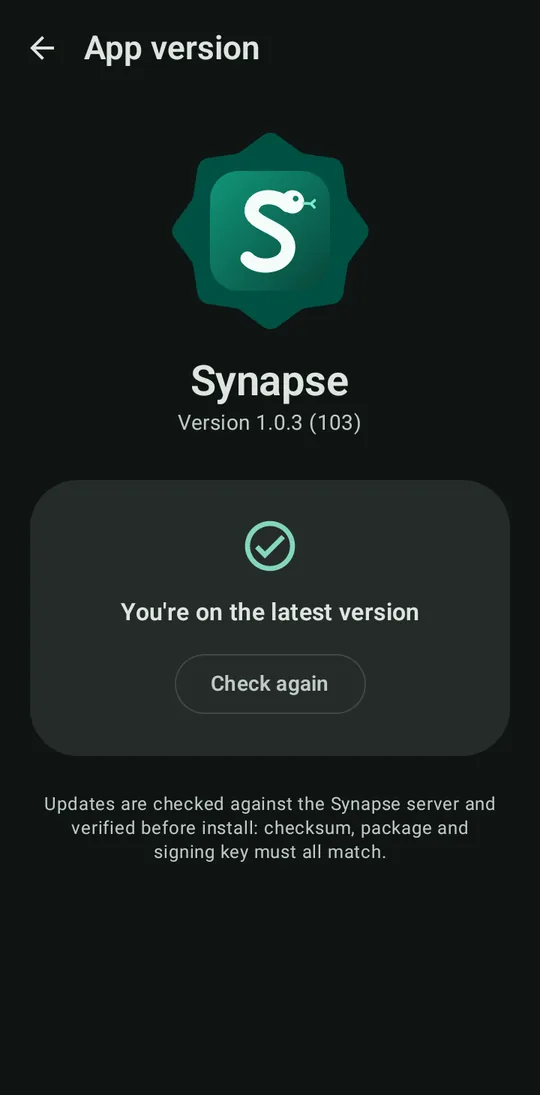 App version
Synapse
Version 1.0.3 (103)
You're on the latest version
Check again
Updates are checked against the Synapse server and
verified before install: checksum, package and
signing key must all match.